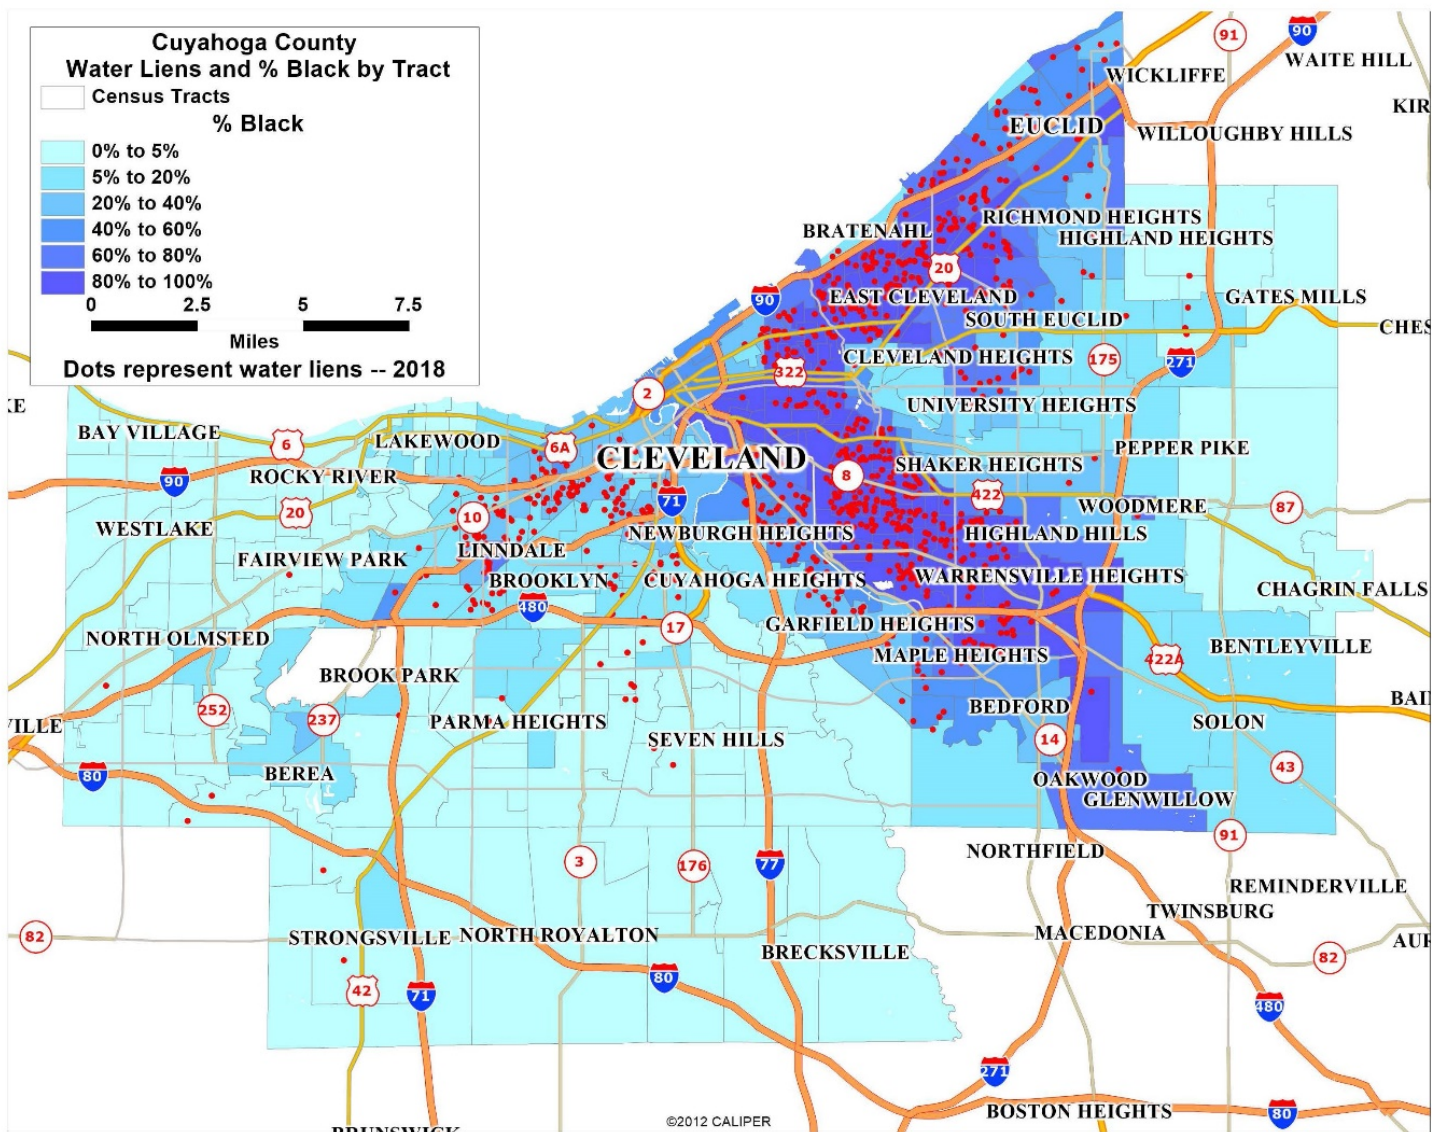 Cuyahoga County
Water Liens and % Black by Tract
Census Tracts
% Black
0% to 5%
5% to 20%
20% to 40%
40% to 60%
60% to 80%
80% to 100%
0 2.5 5 7.5
Miles
Dots represent water liens -- 2018
91
90
WAITE HILL
WICKLIFFE
KIR
EUCLID
WILLOUGHBY HILLS
RICHMOND HEIGHTS
BRATENAHL
HIGHLAND HEIGHTS
20
90
EAST CLEVELAND
GATES MILLS
SOUTH EUCLID
CHES
CLEVELAND HEIGHTS
175
271
322
2
KE
UNIVERSITY HEIGHTS
BAY VILLAGE
6
LAKEWOOD
6A
PEPPER PIKE
CLEVELAND
SHAKER HEIGHTS
ROCKY RIVER
8
90
71
422
WOODMERE
87
20
10
WESTLAKE
NEWBURGH HEIGHTS
HIGHLAND HILLS
LINNDALE
FAIRVIEW PARK
BROOKLYN
CUYAHOGA HEIGHTS
WARRENSVILLE HEIGHTS
CHAGRIN FALLS
480
17
GARFIELD HEIGHTS
NORTH OLMSTED
BENTLEYVILLE
MAPLE HEIGHTS
422A
BROOK PARK
BAI
BEDFORD
252
237
PARMA HEIGHTS
SOLON
VILLE
SEVEN HILLS
14
43
BEREA
80
OAKWOOD
GLENWILLOW
91
NORTHFIELD
3
176
77
REMINDERVILLE
TWINSBURG
82
STRONGSVILLE
NORTH ROYALTON
MACEDONIA
AUR
BRECKSVILLE
82
80
42
71
480
271
BOSTON HEIGHTS
80
©2012 CALIPER
BRUNSWICK